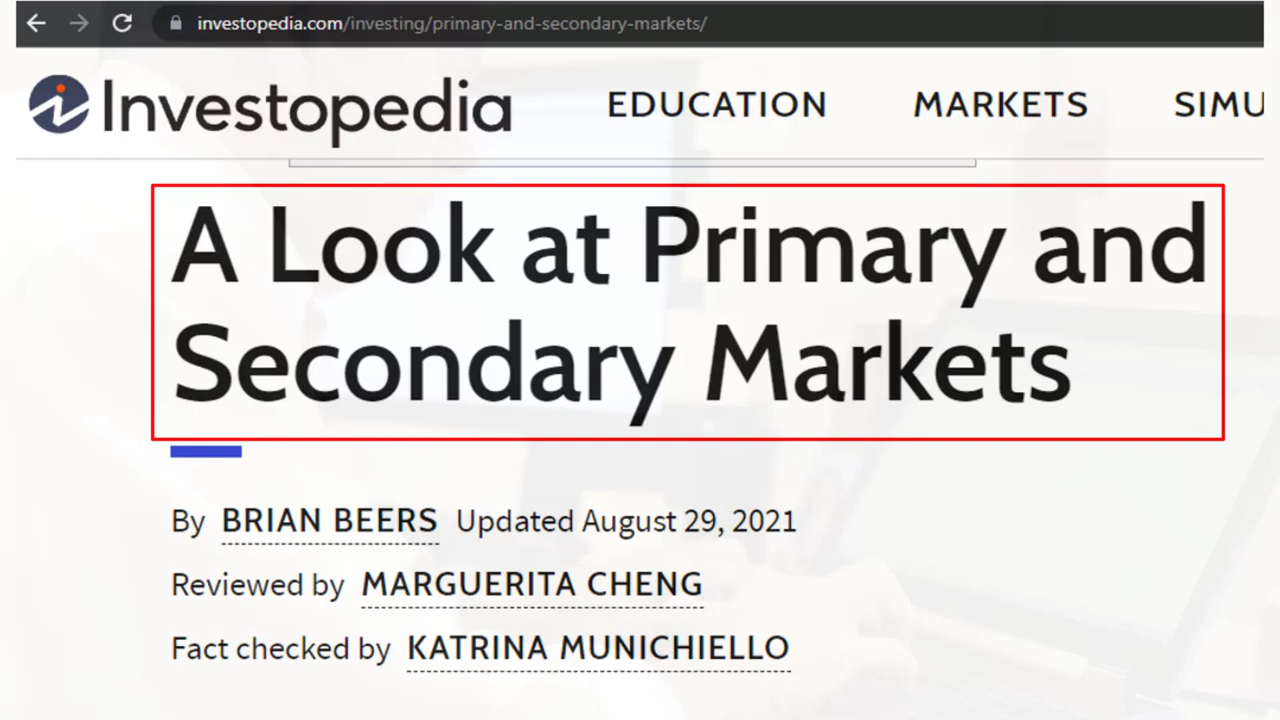 investopedia.com/investing/primary-and-secondary-markets/
Investopedia EDUCATION MARKETS SIMU
A Look at Primary and
Secondary Markets
By BRIAN BEERS Updated August 29, 2021
Reviewed by MARGUERITA CHENG
Fact checked by KATRINA MUNICHIELLO